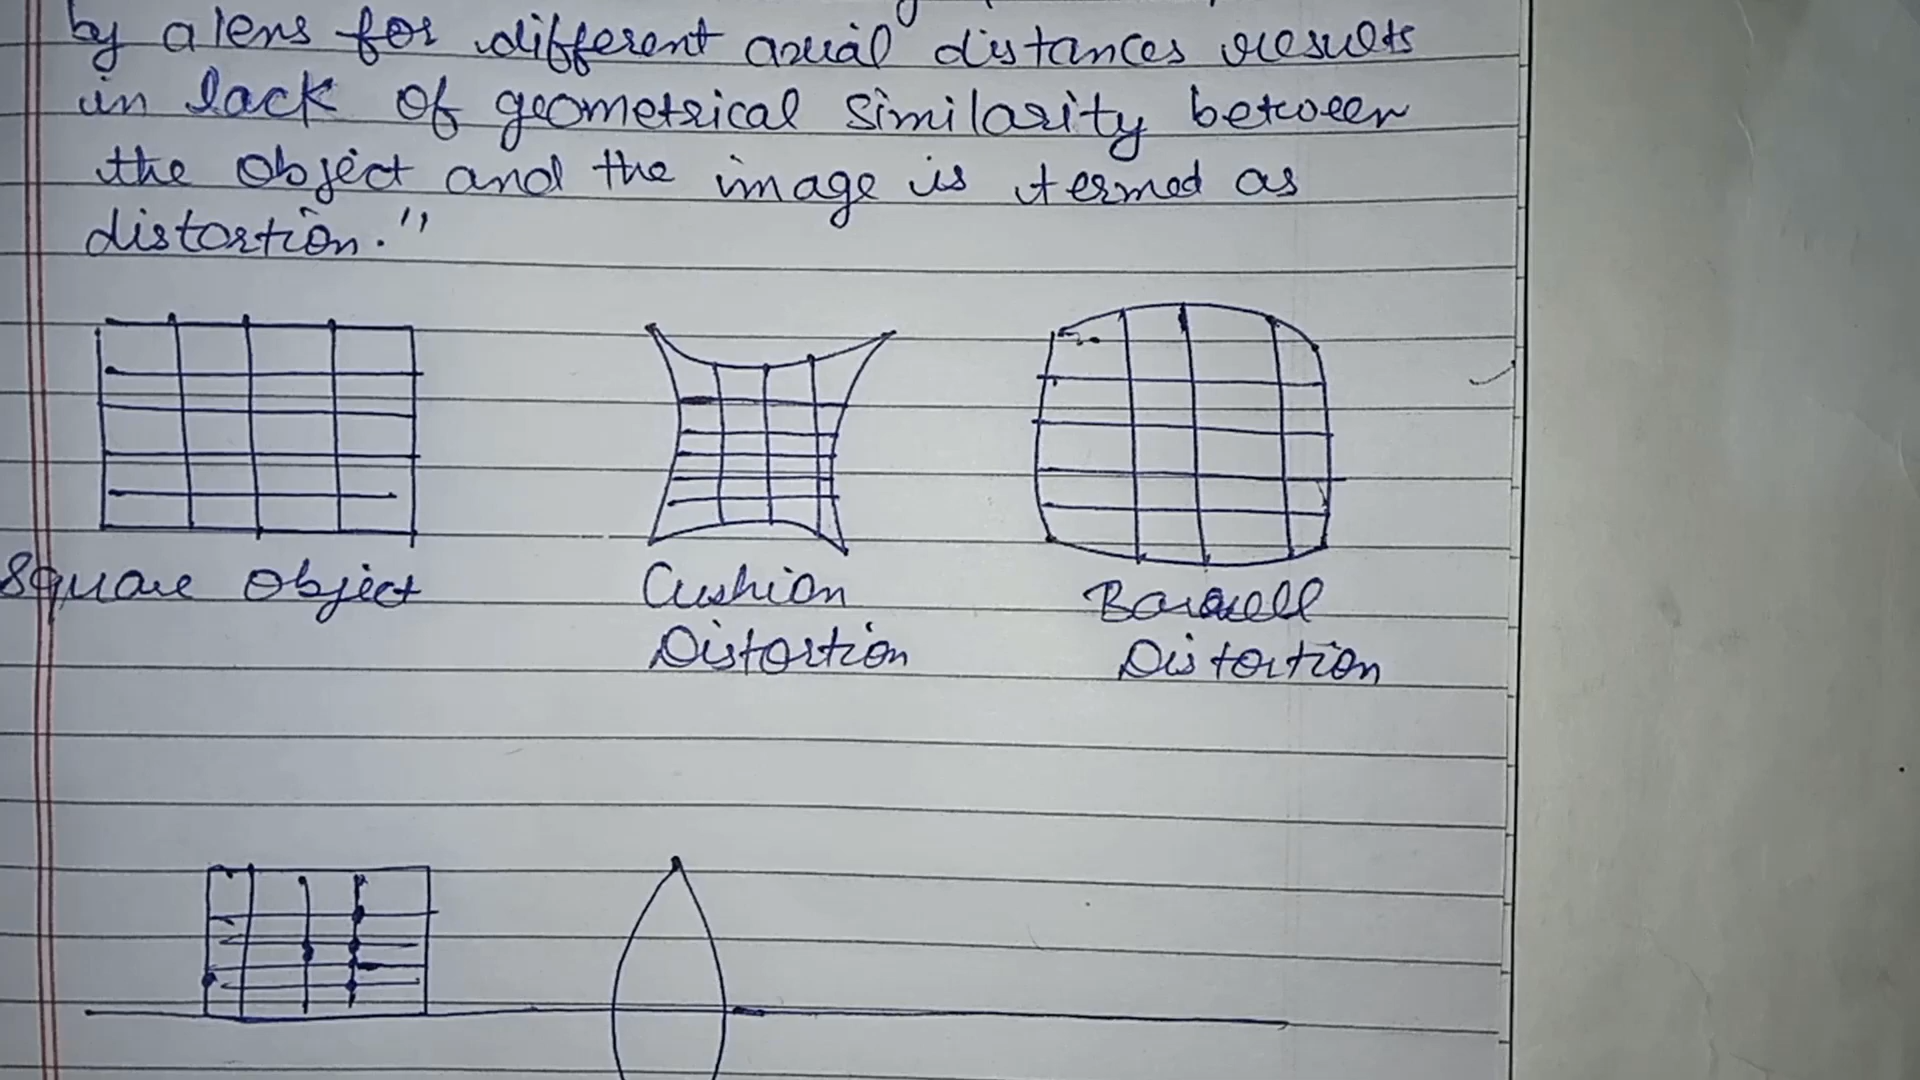 by a lens for different axial distances results
in lack of geometrical similarity between
the object and the image is termed as
distortion."
Square Object
Cushion
Distortion
Barrell
Distortion